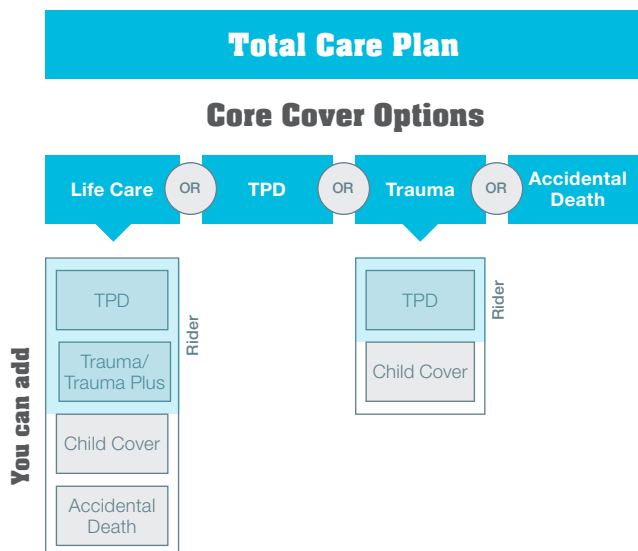 Total Care Plan
Core Cover Options
Life Care
OR
TPD
OR
Trauma
OR
Accidental
Death
You can add
TPD
Trauma/
Trauma Plus
Rider
Child Cover
Accidental
Death
TPD
Rider
Child Cover